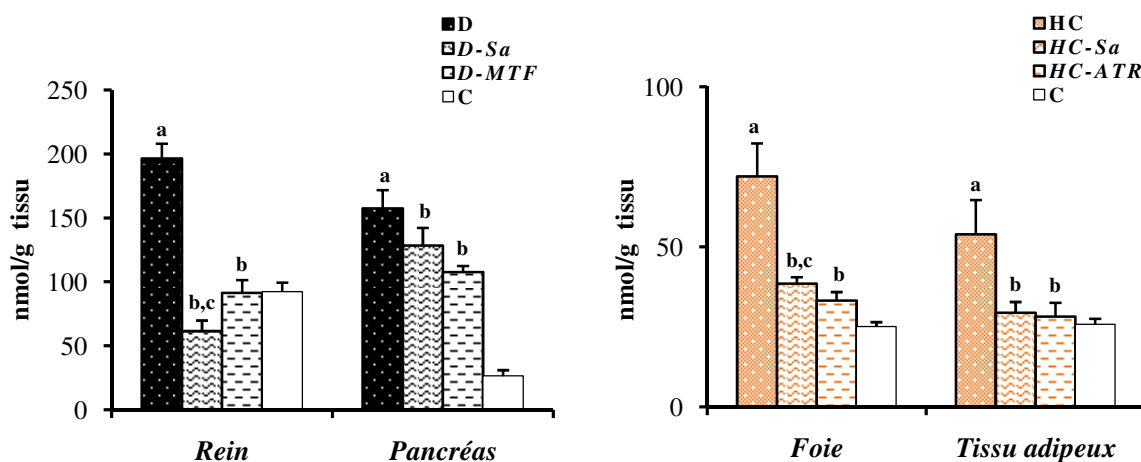 D
D-Sa
D-MTF
C
nmol/g tissu
250
200
150
100
50
0
a
b,c
b
a
b
b
Rein
Pancréas
HC
HC-Sa
HC-ATR
C
nmol/g tissu
100
50
0
a
b,c
b
a
b
b
Foie
Tissu adipeux